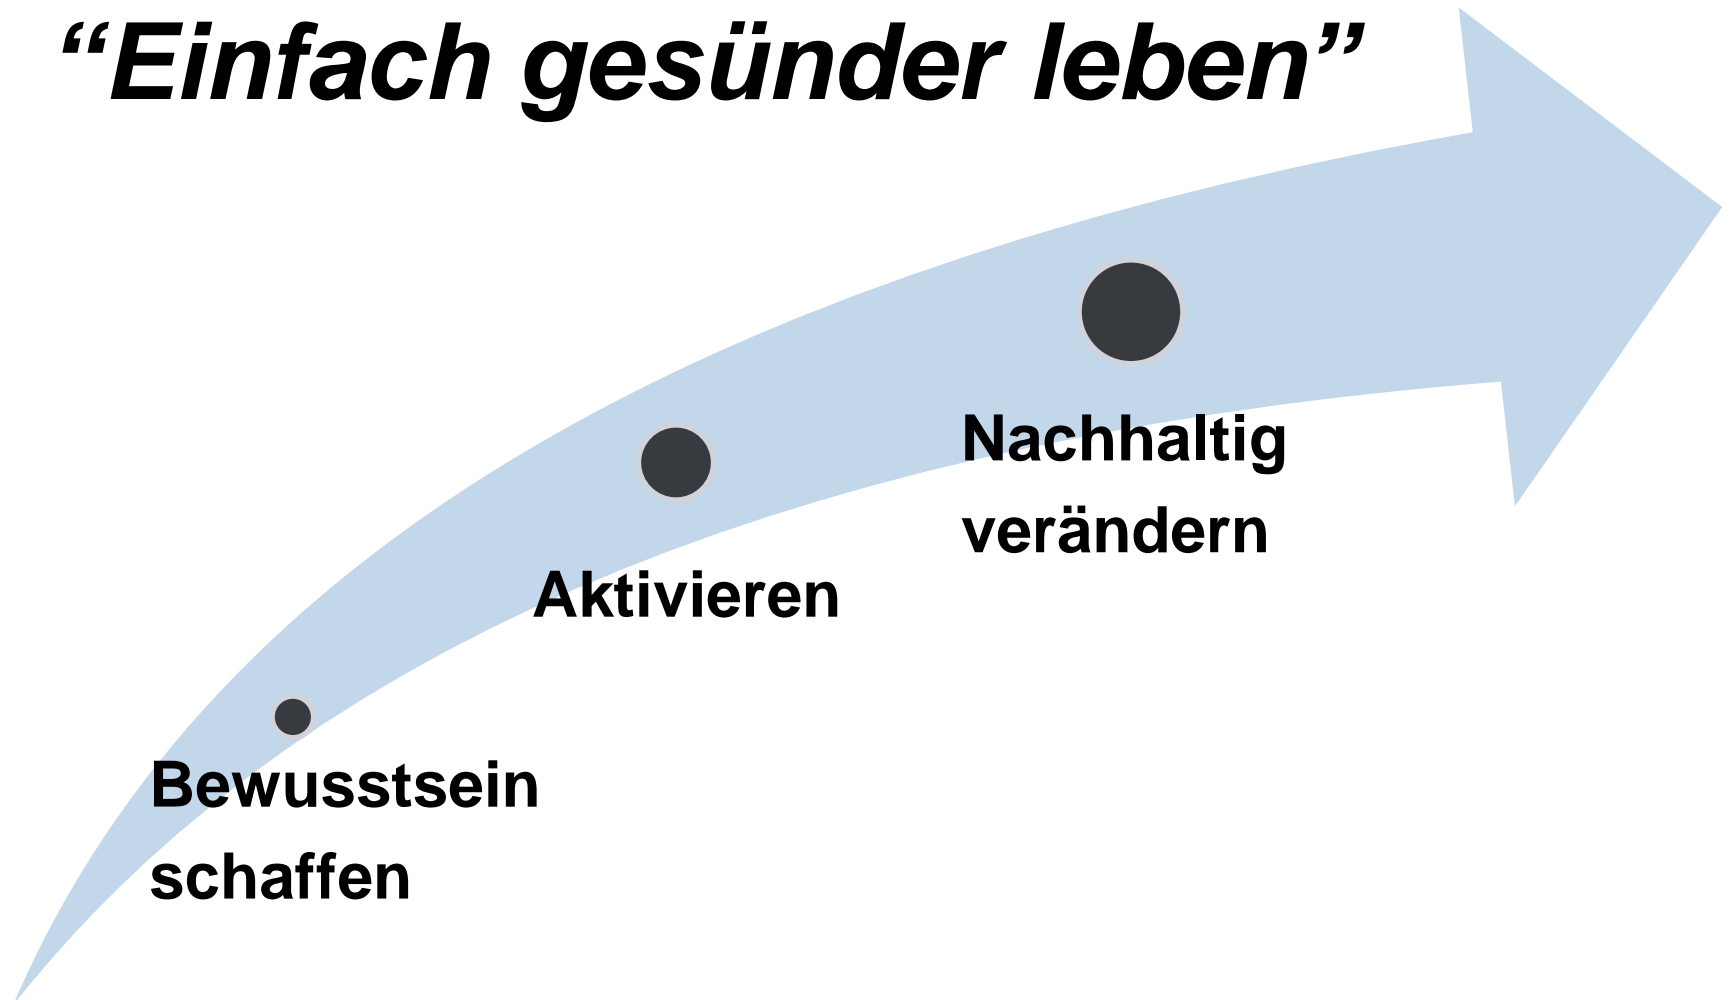 “Einfach gesünder leben”
Nachhaltig
verändern
Aktivieren
Bewusstsein
schaffen